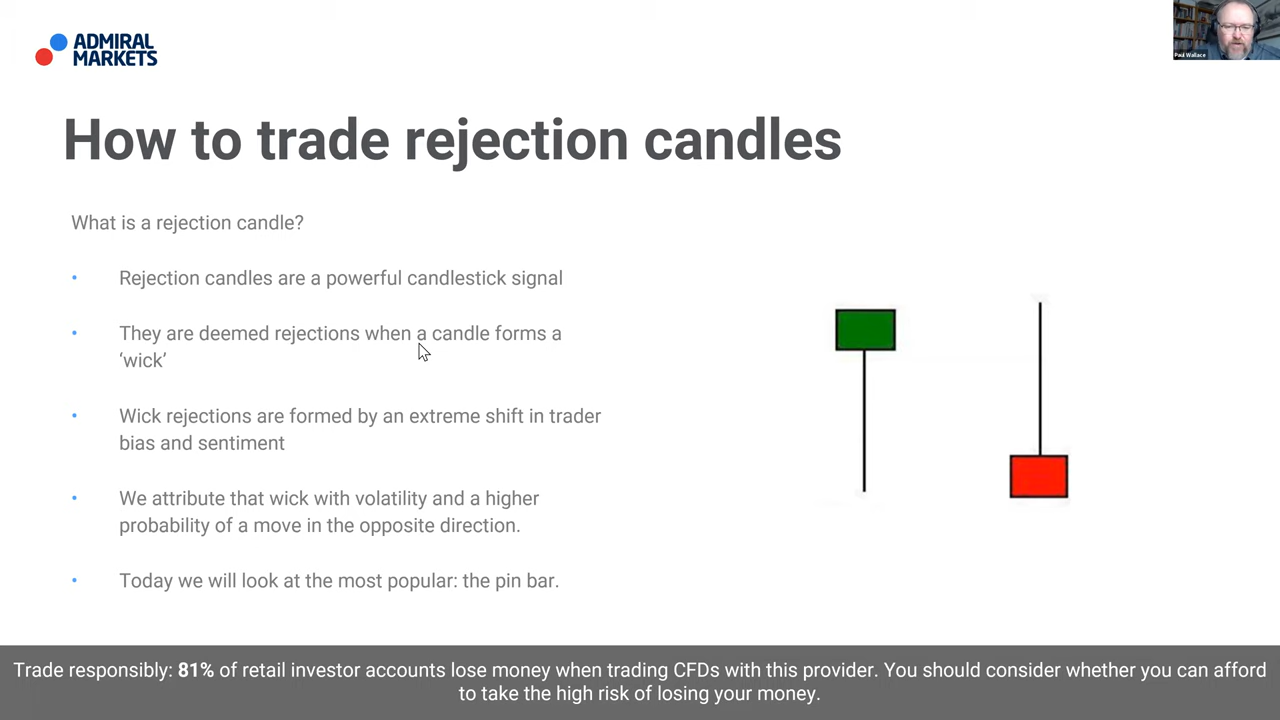 ADMIRAL
MARKETS
Paul Wallace
How to trade rejection candles
What is a rejection candle?
• Rejection candles are a powerful candlestick signal
• They are deemed rejections when a candle forms a
‘wick’
• Wick rejections are formed by an extreme shift in trader
bias and sentiment
• We attribute that wick with volatility and a higher
probability of a move in the opposite direction.
• Today we will look at the most popular: the pin bar.
Trade responsibly: 81% of retail investor accounts lose money when trading CFDs with this provider. You should consider whether you can afford
to take the high risk of losing your money.